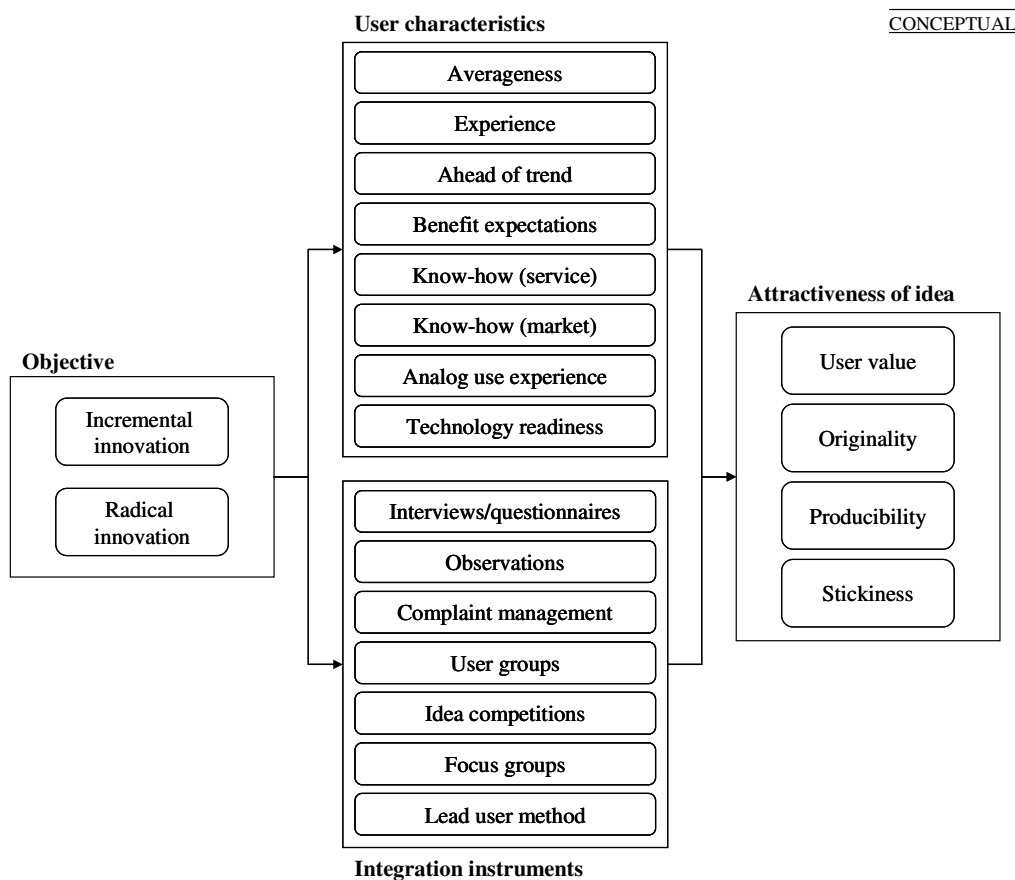 User characteristics
CONCEPTUAL
Averageness
Experience
Ahead of trend
Benefit expectations
Know-how (service)
Know-how (market)
Analog use experience
Technology readiness
Objective
Incremental
innovation
Radical
innovation
Interviews/questionnaires
Observations
Complaint management
User groups
Idea competitions
Focus groups
Lead user method
Integration instruments
Attractiveness of idea
User value
Originality
Producibility
Stickiness